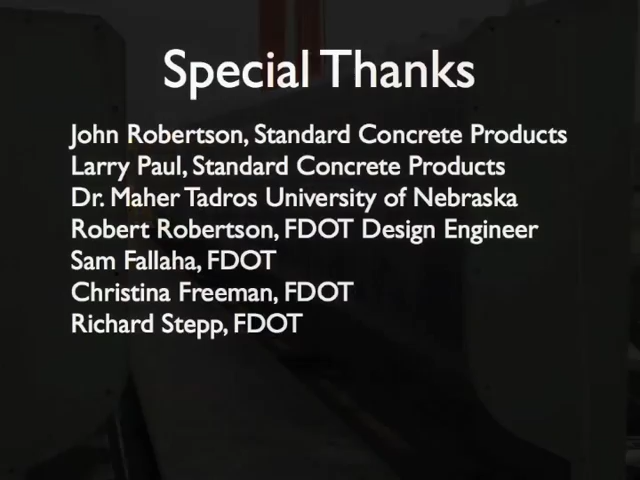 Special Thanks
John Robertson, Standard Concrete Products
Larry Paul, Standard Concrete Products
Dr. Maher Tadros University of Nebraska
Robert Robertson, FDOT Design Engineer
Sam Fallaha, FDOT
Christina Freeman, FDOT
Richard Stepp, FDOT